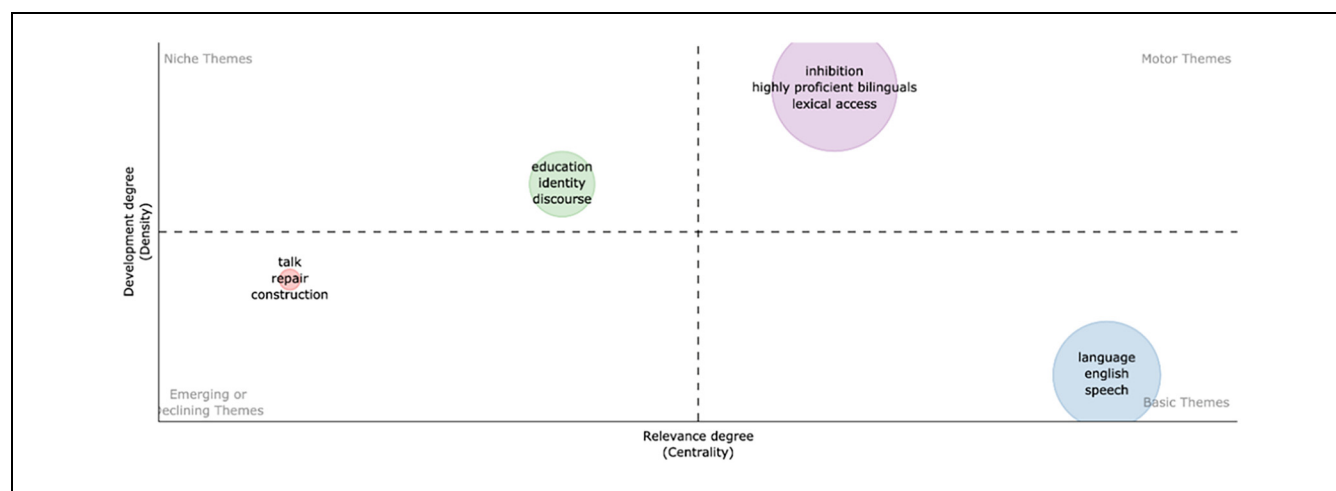 Niche Themes
Motor Themes
inhibition
highly proficient bilinguals
lexical access
education
identity
discourse
Development degree
(Density)
talk
repair
construction
language
english
speech
Emerging or
eclining Themes
Basic Themes
Relevance degree
(Centrality)